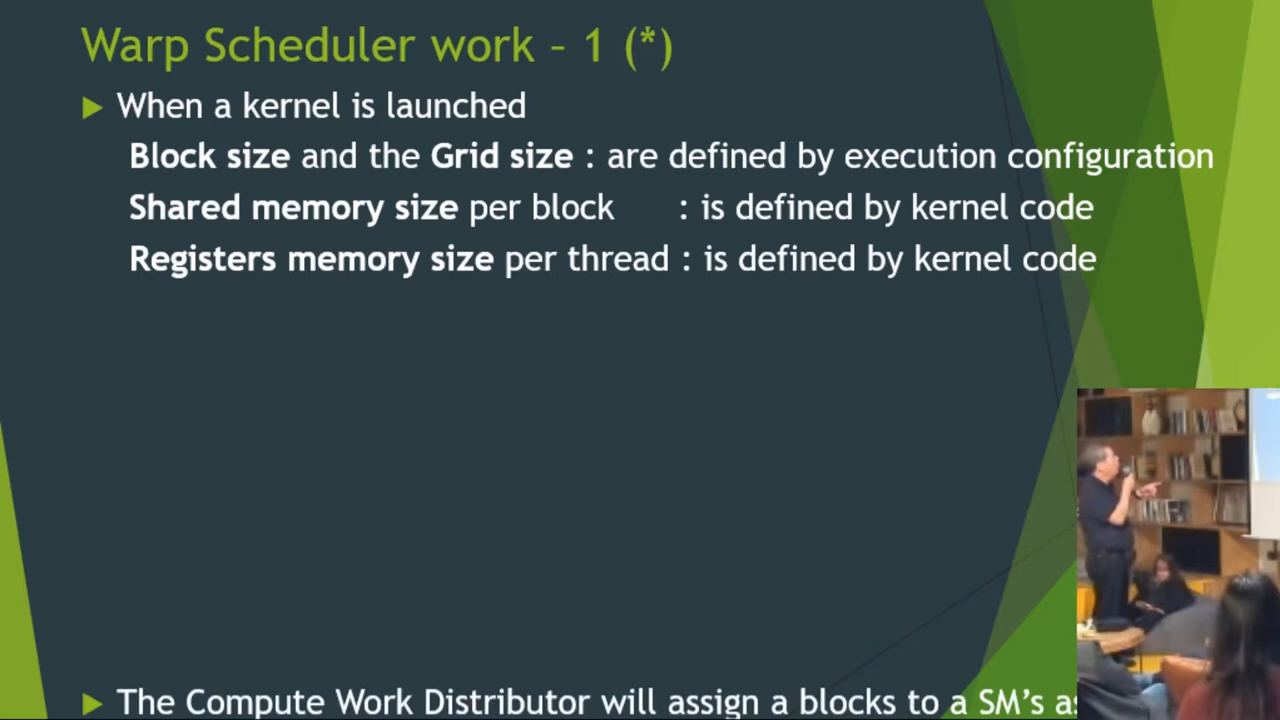 Warp Scheduler work – 1 (*)
When a kernel is launched
Block size and the Grid size : are defined by execution configuration
Shared memory size per block : is defined by kernel code
Registers memory size per thread : is defined by kernel code
The Compute Work Distributor will assign a blocks to a SM’s as